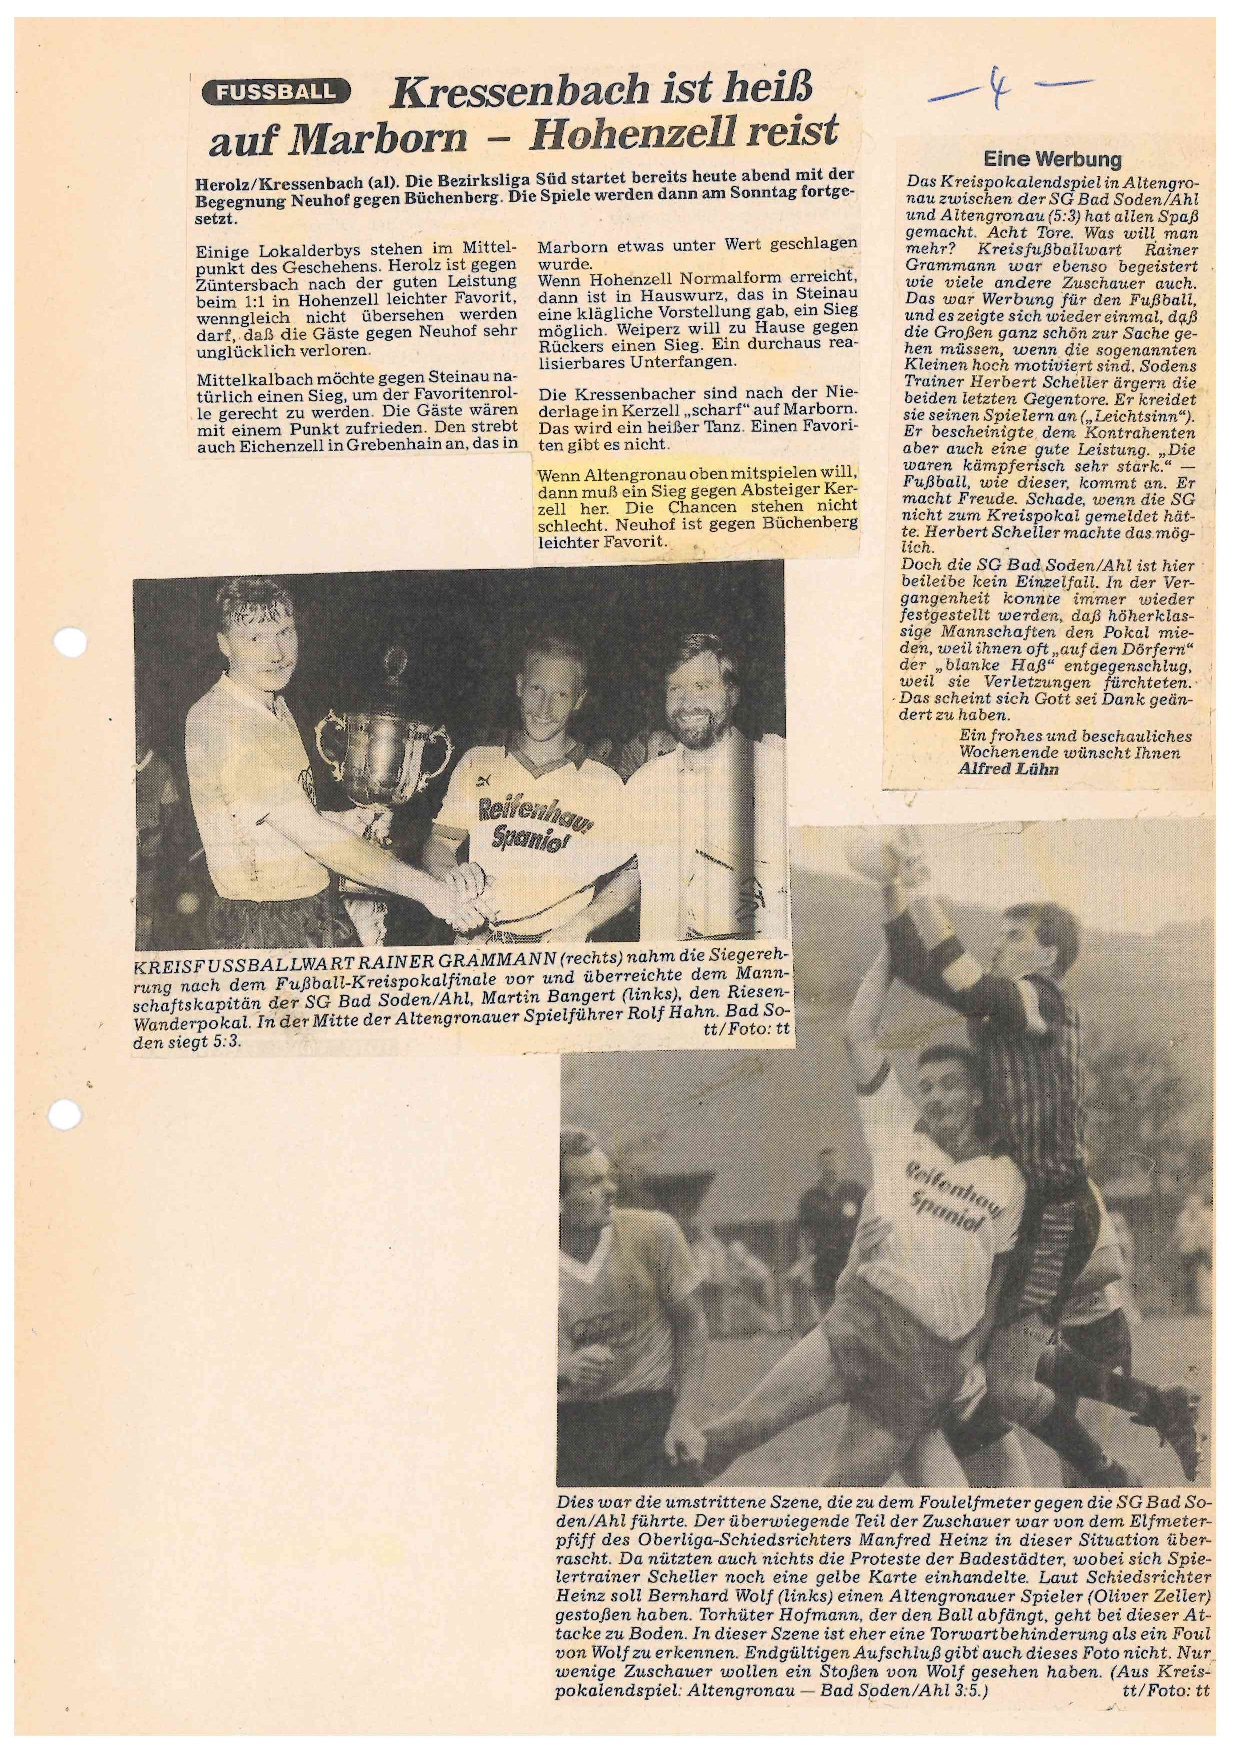 FUSSBALL Kressenbach ist heiß
auf Marborn – Hohenzell reist
Herolz/Kressenbach (al). Die Bezirksliga Süd startet bereits heute abend mit der
Begegnung Neuhof gegen Büchenberg. Die Spiele werden dann am Sonntag fortge-
setzt.
Einige Lokalderbys stehen im Mittel-
punkt des Geschehens. Herolz ist gegen
Züntersbach nach der guten Leistung
beim 1:1 in Hohenzell leichter Favorit,
wenngleich nicht übersehen werden
darf, daß die Gäste gegen Neuhof sehr
unglücklich verloren.
Mittelkalbach möchte gegen Steinau na-
türlich einen Sieg, um der Favoritenrol-
le gerecht zu werden. Die Gäste wären
mit einem Punkt zufrieden. Den strebt
auch Eichenzell in Grebenhain an, das in
Marborn etwas unter Wert geschlagen
wurde.
Wenn Hohenzell Normalform erreicht,
dann ist in Hauswurz, das in Steinau
eine klägliche Vorstellung gab, ein Sieg
möglich. Weiperz will zu Hause gegen
Rückers einen Sieg. Ein durchaus rea-
lisierbares Unterfangen.
Die Kressenbacher sind nach der Nie-
derlage in Kerzell „scharf“ auf Marborn.
Das wird ein heißer Tanz. Einen Favori-
ten gibt es nicht.
Wenn Altengronau oben mitspielen will,
dann muß ein Sieg gegen Absteiger Ker-
zell her. Die Chancen stehen nicht
schlecht. Neuhof ist gegen Büchenberg
leichter Favorit.
— 4 —
Eine Werbung
Das Kreispokalendspiel in Altengro-
nau zwischen der SG Bad Soden/Ahl
und Altengronau (5:3) hat allen Spaß
gemacht. Acht Tore. Was will man
mehr? Kreisfußballwart Rainer
Grammann war ebenso begeistert
wie viele andere Zuschauer auch.
Das war Werbung für den Fußball,
und es zeigte sich wieder einmal, daß
die Großen ganz schön zur Sache ge-
hen müssen, wenn die sogenannten
Kleinen hoch motiviert sind. Sodens
Trainer Herbert Scheller ärgern die
beiden letzten Gegentore. Er kreidet
sie seinen Spielern an („Leichtsinn“).
Er bescheinigte dem Kontrahenten
aber auch eine gute Leistung. „Die
waren kämpferisch sehr stark.“ —
Fußball, wie dieser, kommt an. Er
macht Freude. Schade, wenn die SG
nicht zum Kreispokal gemeldet hät-
te. Herbert Scheller machte das mög-
lich.
Doch die SG Bad Soden/Ahl ist hier
beileibe kein Einzelfall. In der Ver-
gangenheit konnte immer wieder
festgestellt werden, daß höherklas-
sige Mannschaften den Pokal mie-
den, weil ihnen oft „auf den Dörfern“
der „blanke Haß“ entgegenschlug,
weil sie Verletzungen fürchteten.
Das scheint sich Gott sei Dank geän-
dert zu haben.
Ein frohes und beschauliches
Wochenende wünscht Ihnen
Alfred Lühn
Reifenhaus
Spaniol
KREISFUSSBALLWART RAINER GRAMMANN (rechts) nahm die Siegereh-
rung nach dem Fußball-Kreispokalfinale vor und überreichte dem Mann-
schaftskapitän der SG Bad Soden/Ahl, Martin Bangert (links), den Riesen-
Wanderpokal. In der Mitte der Altengronauer Spielführer Rolf Hahn. Bad So-
den siegt 5:3. tt/Foto: tt
Reifenhaus
Spaniol
Dies war die umstrittene Szene, die zu dem Foulelfmeter gegen die SG Bad So-
den/Ahl führte. Der überwiegende Teil der Zuschauer war von dem Elfmeter-
pfiff des Oberliga-Schiedsrichters Manfred Heinz in dieser Situation über-
rascht. Da nützten auch nichts die Proteste der Badestädter, wobei sich Spie-
lertrainer Scheller noch eine gelbe Karte einhandelte. Laut Schiedsrichter
Heinz soll Bernhard Wolf (links) einen Altengronauer Spieler (Oliver Zeller)
gestoßen haben. Torhüter Hofmann, der den Ball abfängt, geht bei dieser At-
tacke zu Boden. In dieser Szene ist eher eine Torwartbehinderung als ein Foul
von Wolf zu erkennen. Endgültigen Aufschluß gibt auch dieses Foto nicht. Nur
wenige Zuschauer wollen ein Stoßen von Wolf gesehen haben. (Aus Kreis-
pokalendspiel: Altengronau — Bad Soden/Ahl 3:5.) tt/Foto: tt